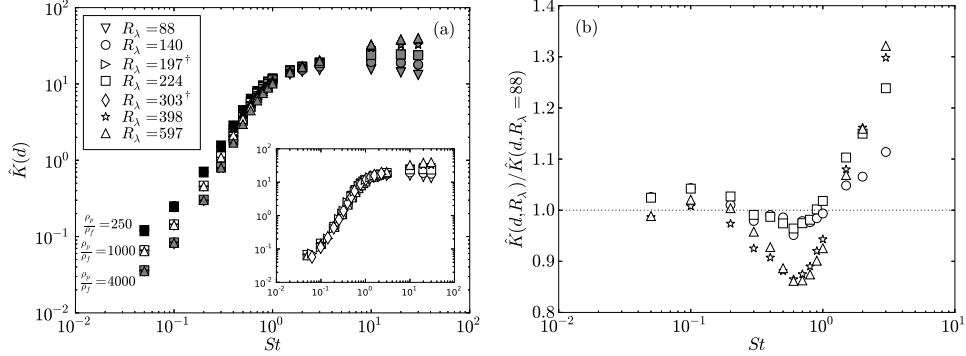 (a)
R_λ = 88
R_λ = 140
R_λ = 197†
R_λ = 224
R_λ = 303†
R_λ = 398
R_λ = 597
ρ_p/ρ_f = 250
ρ_p/ρ_f = 1000
ρ_p/ρ_f = 4000
K̂(d)
10^2
10^1
10^0
10^-1
10^-2
10^-2 10^-1 10^0 10^1 10^2
St
10^2
10^1
10^0
10^-1
10^-2
10^-2 10^-1 10^0 10^1 10^2
(b)
K̂(d,R_λ)/K̂(d,R_λ = 88)
1.4
1.3
1.2
1.1
1.0
0.9
0.8
10^-2 10^-1 10^0 10^1
St